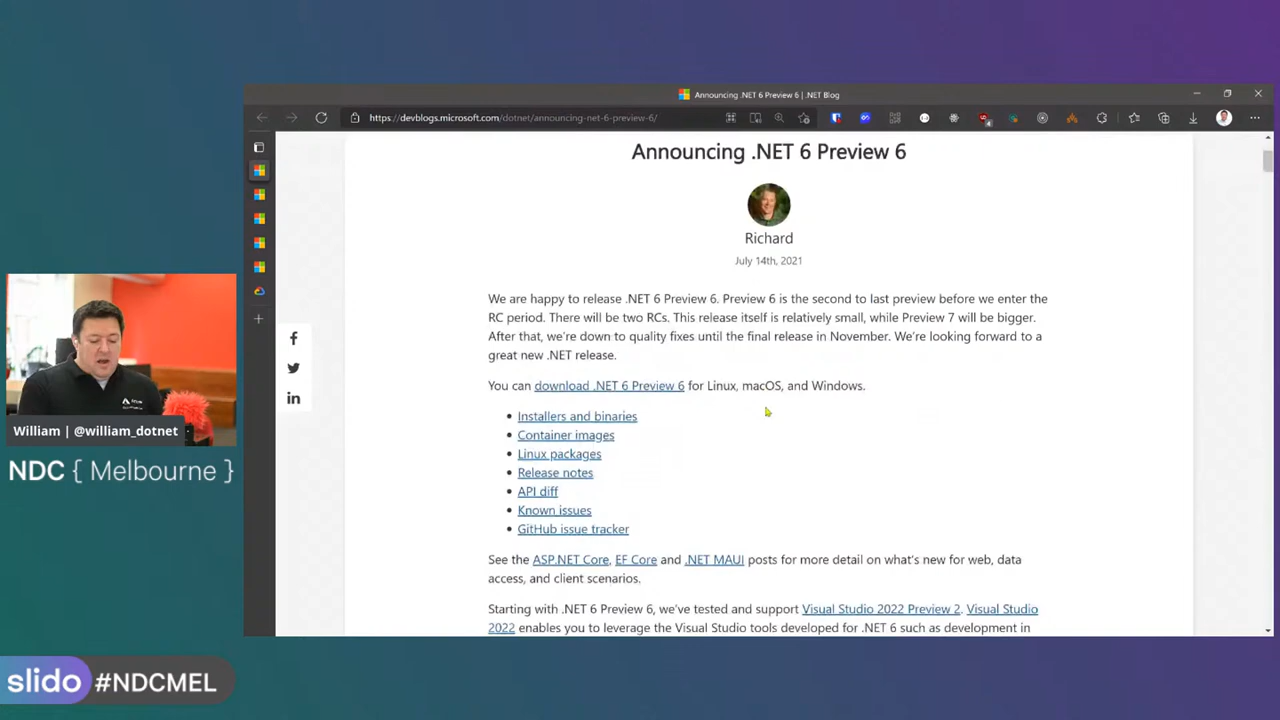 Announcing .NET 6 Preview 6 | .NET Blog
https://devblogs.microsoft.com/dotnet/announcing-net-6-preview-6/
Announcing .NET 6 Preview 6
Richard
July 14th, 2021
We are happy to release .NET 6 Preview 6. Preview 6 is the second to last preview before we enter the
RC period. There will be two RCs. This release itself is relatively small, while Preview 7 will be bigger.
After that, we're down to quality fixes until the final release in November. We're looking forward to a
great new .NET release.
You can download .NET 6 Preview 6 for Linux, macOS, and Windows.
• Installers and binaries
• Container images
• Linux packages
• Release notes
• API diff
• Known issues
• GitHub issue tracker
See the ASP.NET Core, EF Core and .NET MAUI posts for more detail on what's new for web, data
access, and client scenarios.
Starting with .NET 6 Preview 6, we've tested and support Visual Studio 2022 Preview 2. Visual Studio
2022 enables you to leverage the Visual Studio tools developed for .NET 6 such as development in
William | @william_dotnet
NDC { Melbourne }
slido #NDCMEL